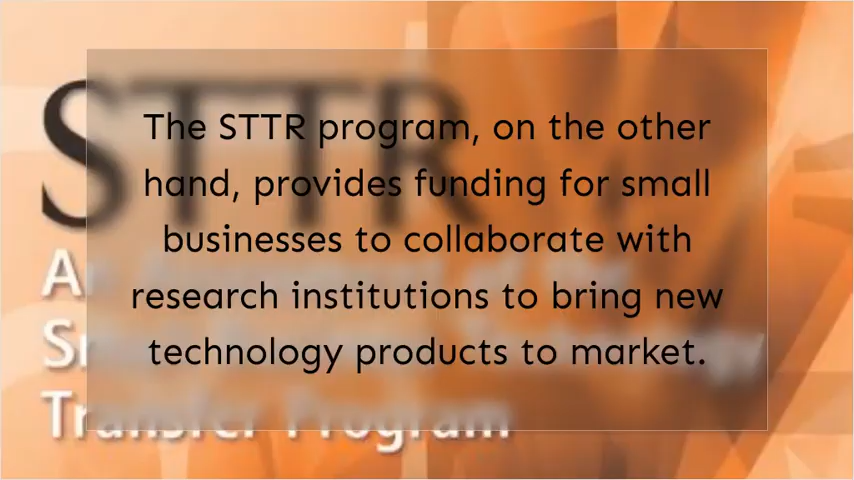 STTR
The STTR program, on the other
hand, provides funding for small
businesses to collaborate with
research institutions to bring new
technology products to market.
Transfer Program